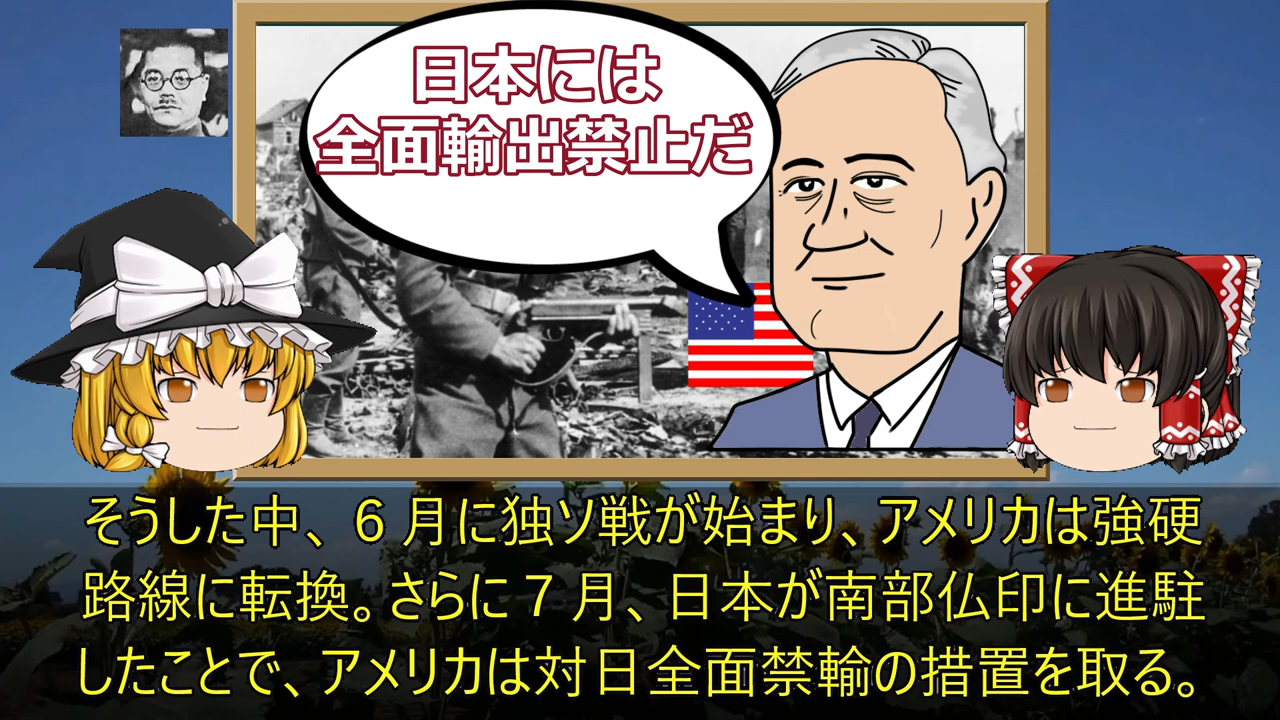 日本には
全面輸出禁止だ
そうした中、６月に独ソ戦が始まり、アメリカは強硬
路線に転換。さらに７月、日本が南部仏印に進駐
したことで、アメリカは対日全面禁輸の措置を取る。